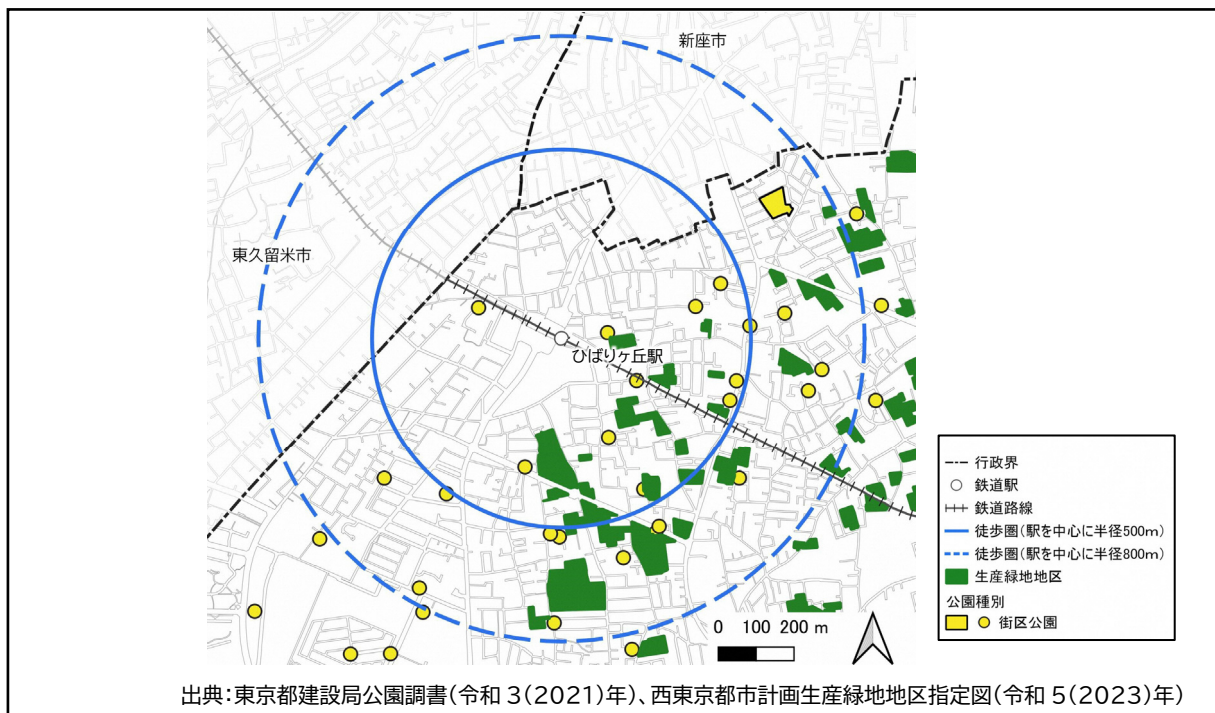 新座市
東久留米市
ひばりヶ丘駅
行政界
鉄道駅
鉄道路線
徒歩圏(駅を中心に半径500m)
徒歩圏(駅を中心に半径800m)
生産緑地地区
公園種別
街区公園
0 100 200 m
出典:東京都建設局公園調書(令和3(2021)年)、西東京都市計画生産緑地地区指定図(令和5(2023)年)